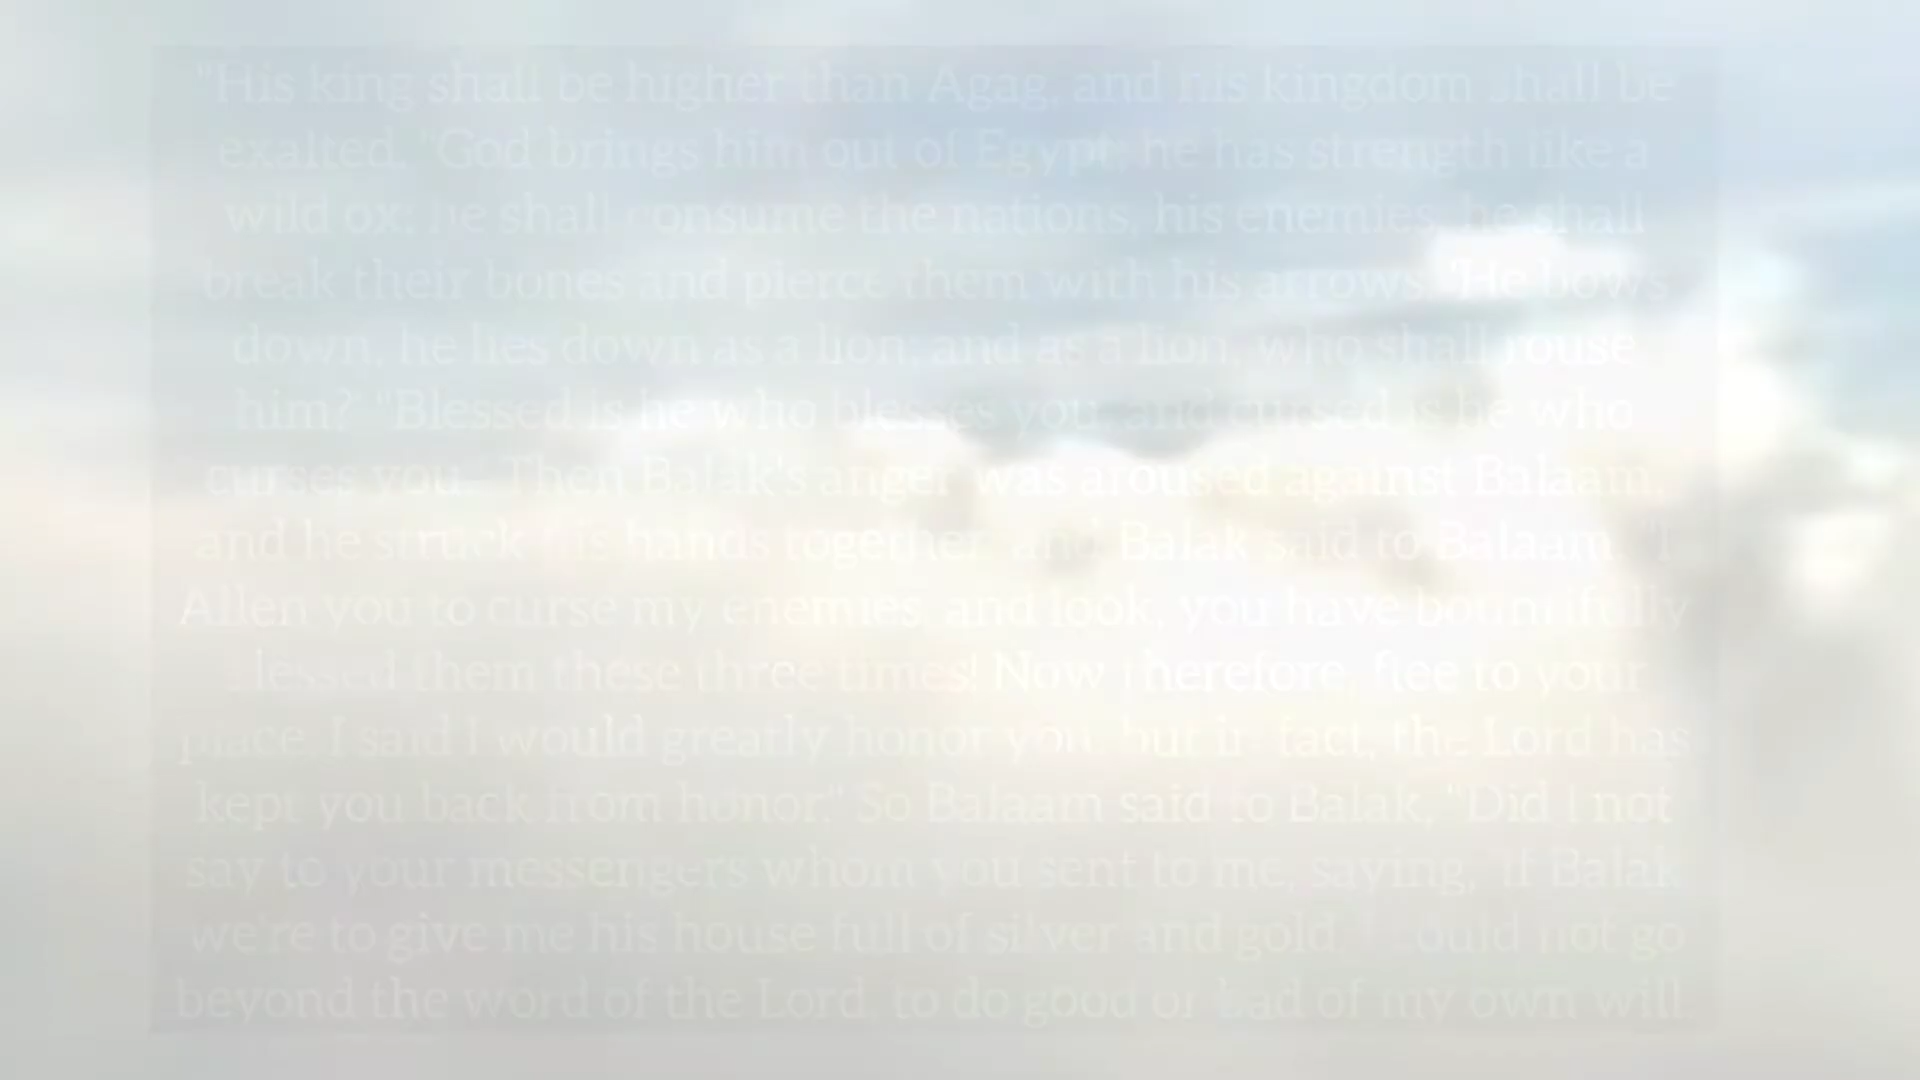 "His king shall be higher than Agag, and his kingdom shall be
exalted. "God brings him out of Egypt; he has strength like a
wild ox; he shall consume the nations, his enemies; he shall
break their bones and pierce them with his arrows. "He bows
down, he lies down as a lion; and as a lion, who shall rouse
him? "Blessed is he who blesses you, and cursed is he who
curses you. Then Balak's anger was aroused against Balaam,
and he struck his hands together; and Balak said to Balaam, "I
Allen you to curse my enemies, and look, you have bountifully
blessed them these three times! Now therefore, flee to your
place. I said I would greatly honor you, but in fact, the Lord has
kept you back from honor." So Balaam said to Balak, "Did I not
say to your messengers whom you sent to me, saying, 'If Balak
we're to give me his house full of silver and gold, I could not go
beyond the word of the Lord, to do good or bad of my own will.